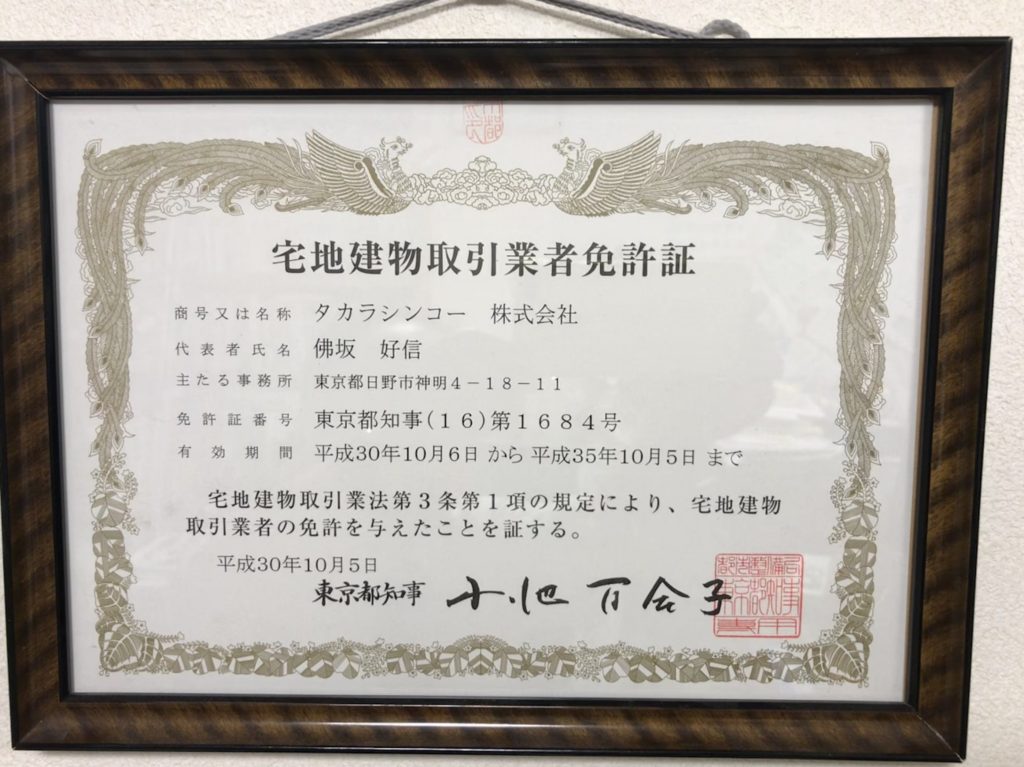 宅地建物取引業者免許証
商号又は名称 タカラシンコー 株式会社
代表者氏名 佛坂 好信
主たる事務所 東京都日野市神明4－18－11
免許証番号 東京都知事(16)第1684号
有効期間 平成30年10月6日 から 平成35年10月5日 まで
宅地建物取引業法第3条第1項の規定により、宅地建物
取引業者の免許を与えたことを証する。
平成30年10月5日
東京都知事 小池百合子